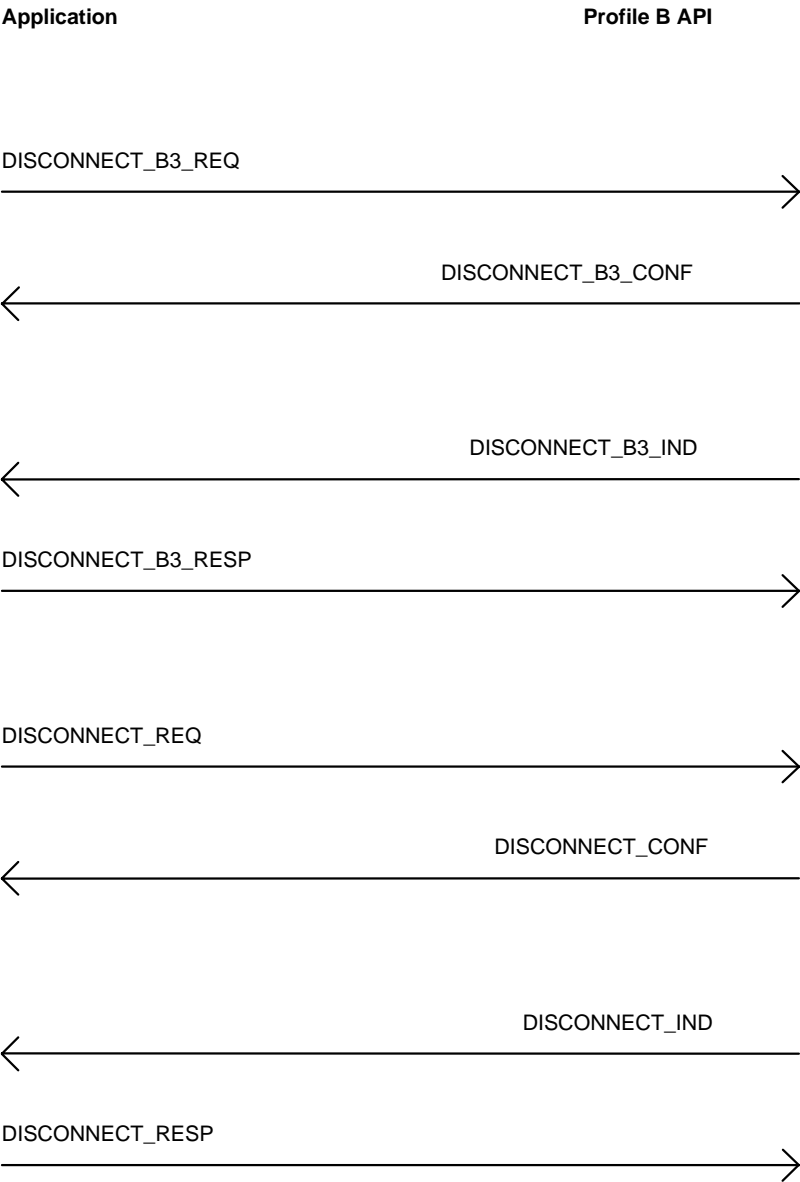 Application Profile B API
DISCONNECT_B3_REQ
DISCONNECT_B3_CONF
DISCONNECT_B3_IND
DISCONNECT_B3_RESP
DISCONNECT_REQ
DISCONNECT_CONF
DISCONNECT_IND
DISCONNECT_RESP